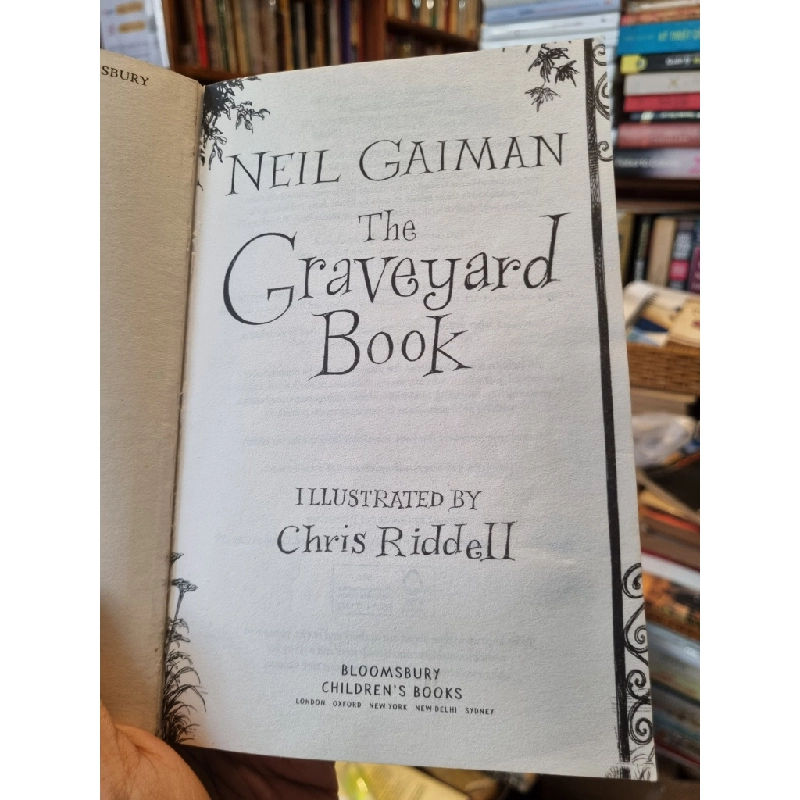 SBURY
NEIL GAIMAN
The
Graveyard
Book
ILLUSTRATED BY
Chris Riddell
BLOOMSBURY
CHILDREN'S BOOKS
LONDON OXFORD NEW YORK NEW DELHI SYDNEY